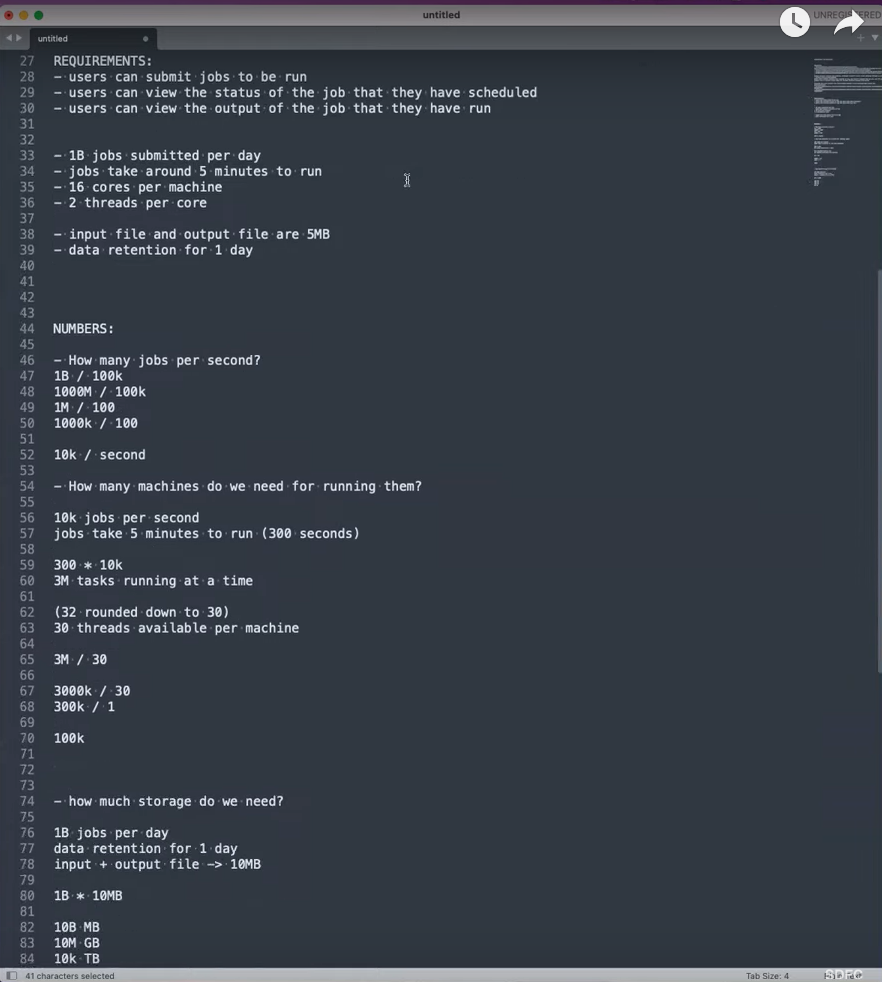 untitled
UNREGISTERED
untitled
27 REQUIREMENTS:
28 - users can submit jobs to be run
29 - users can view the status of the job that they have scheduled
30 - users can view the output of the job that they have run
31
32
33 - 1B jobs submitted per day
34 - jobs take around 5 minutes to run
35 - 16 cores per machine
36 - 2 threads per core
37
38 - input file and output file are 5MB
39 - data retention for 1 day
40
41
42
43
44 NUMBERS:
45
46 - How many jobs per second?
47 1B / 100k
48 1000M / 100k
49 1M / 100
50 1000k / 100
51
52 10k / second
53
54 - How many machines do we need for running them?
55
56 10k jobs per second
57 jobs take 5 minutes to run (300 seconds)
58
59 300 * 10k
60 3M tasks running at a time
61
62 (32 rounded down to 30)
63 30 threads available per machine
64
65 3M / 30
66
67 3000k / 30
68 300k / 1
69
70 100k
71
72
73
74 - how much storage do we need?
75
76 1B jobs per day
77 data retention for 1 day
78 input + output file -> 10MB
79
80 1B * 10MB
81
82 10B MB
83 10M GB
84 10k TB
41 characters selected
Tab Size: 4
SDFC